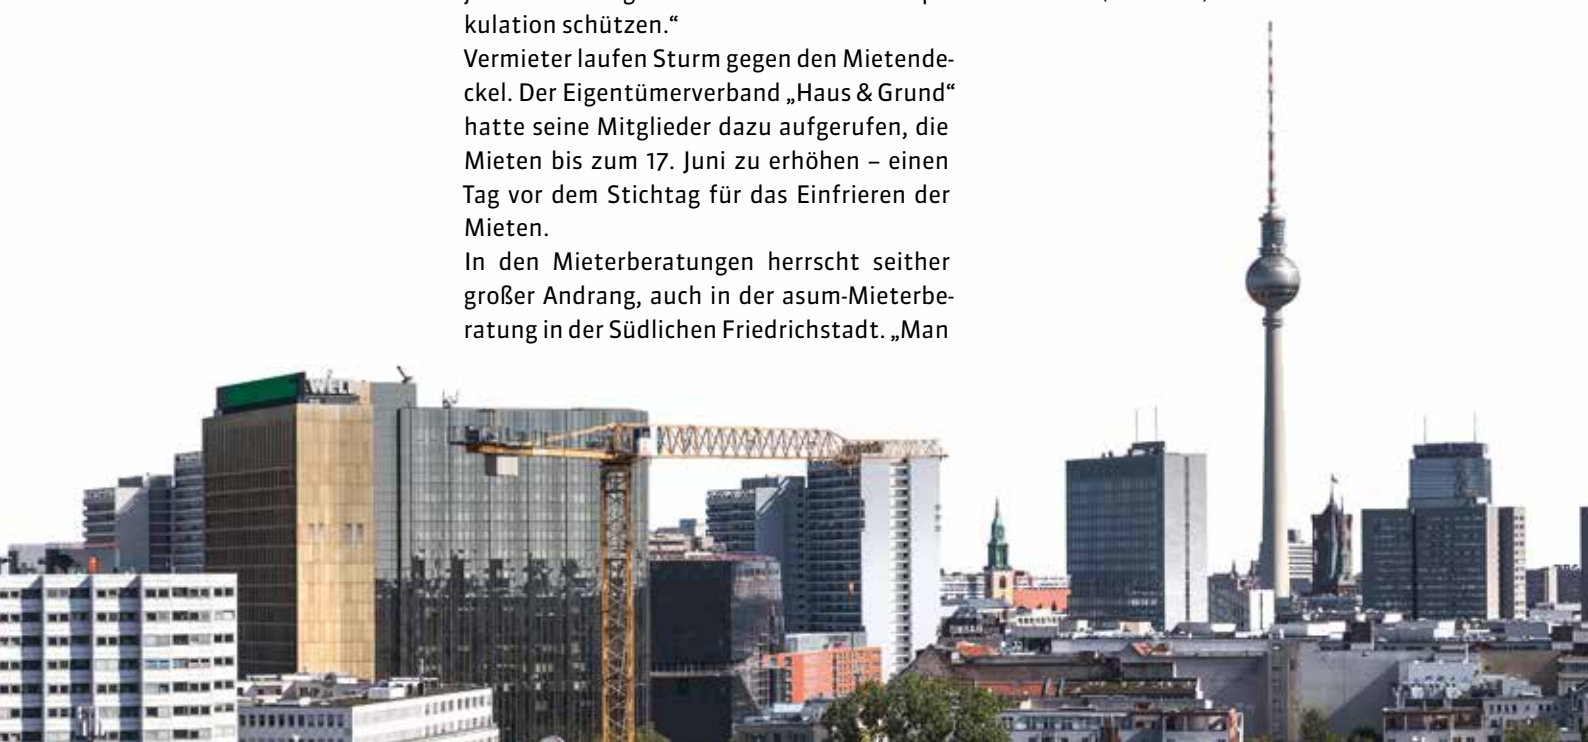 kulation schützen.“
Vermieter laufen Sturm gegen den Mietende-
ckel. Der Eigentümerverband „Haus & Grund“
hatte seine Mitglieder dazu aufgerufen, die
Mieten bis zum 17. Juni zu erhöhen – einen
Tag vor dem Stichtag für das Einfrieren der
Mieten.
In den Mieterberatungen herrscht seither
großer Andrang, auch in der asum-Mieterbe-
ratung in der Südlichen Friedrichstadt. „Man
WELT